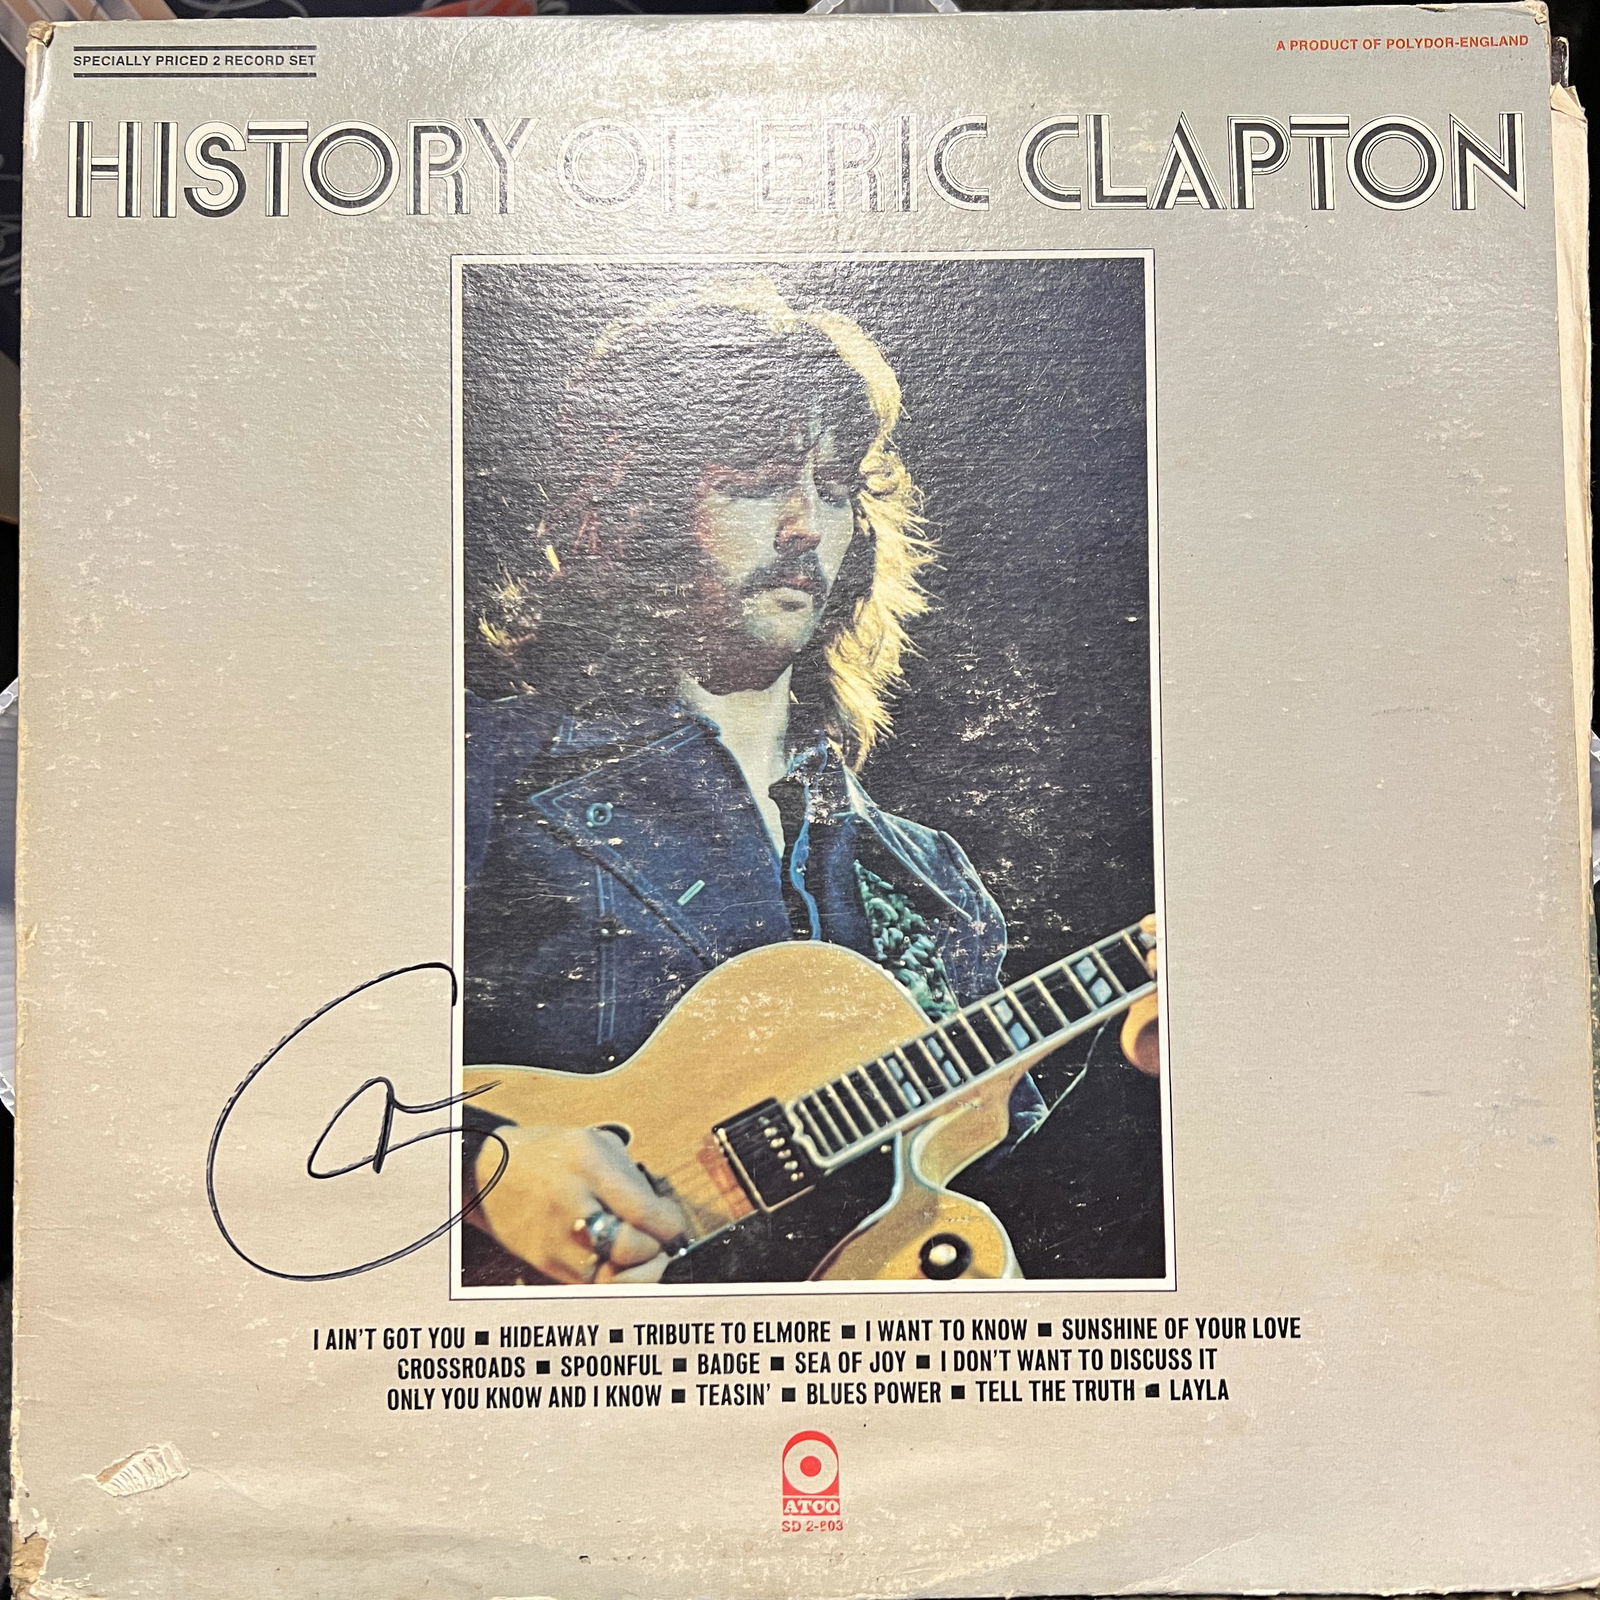 SPECIALLY PRICED 2 RECORD SET
A PRODUCT OF POLYDOR-ENGLAND
HISTORY OF ERIC CLAPTON
I AIN'T GOT YOU ■ HIDEAWAY ■ TRIBUTE TO ELMORE ■ I WANT TO KNOW ■ SUNSHINE OF YOUR LOVE
CROSSROADS ■ SPOONFUL ■ BADGE ■ SEA OF JOY ■ I DON'T WANT TO DISCUSS IT
ONLY YOU KNOW AND I KNOW ■ TEASIN' ■ BLUES POWER ■ TELL THE TRUTH ■ LAYLA
ATCO
SD 2-803